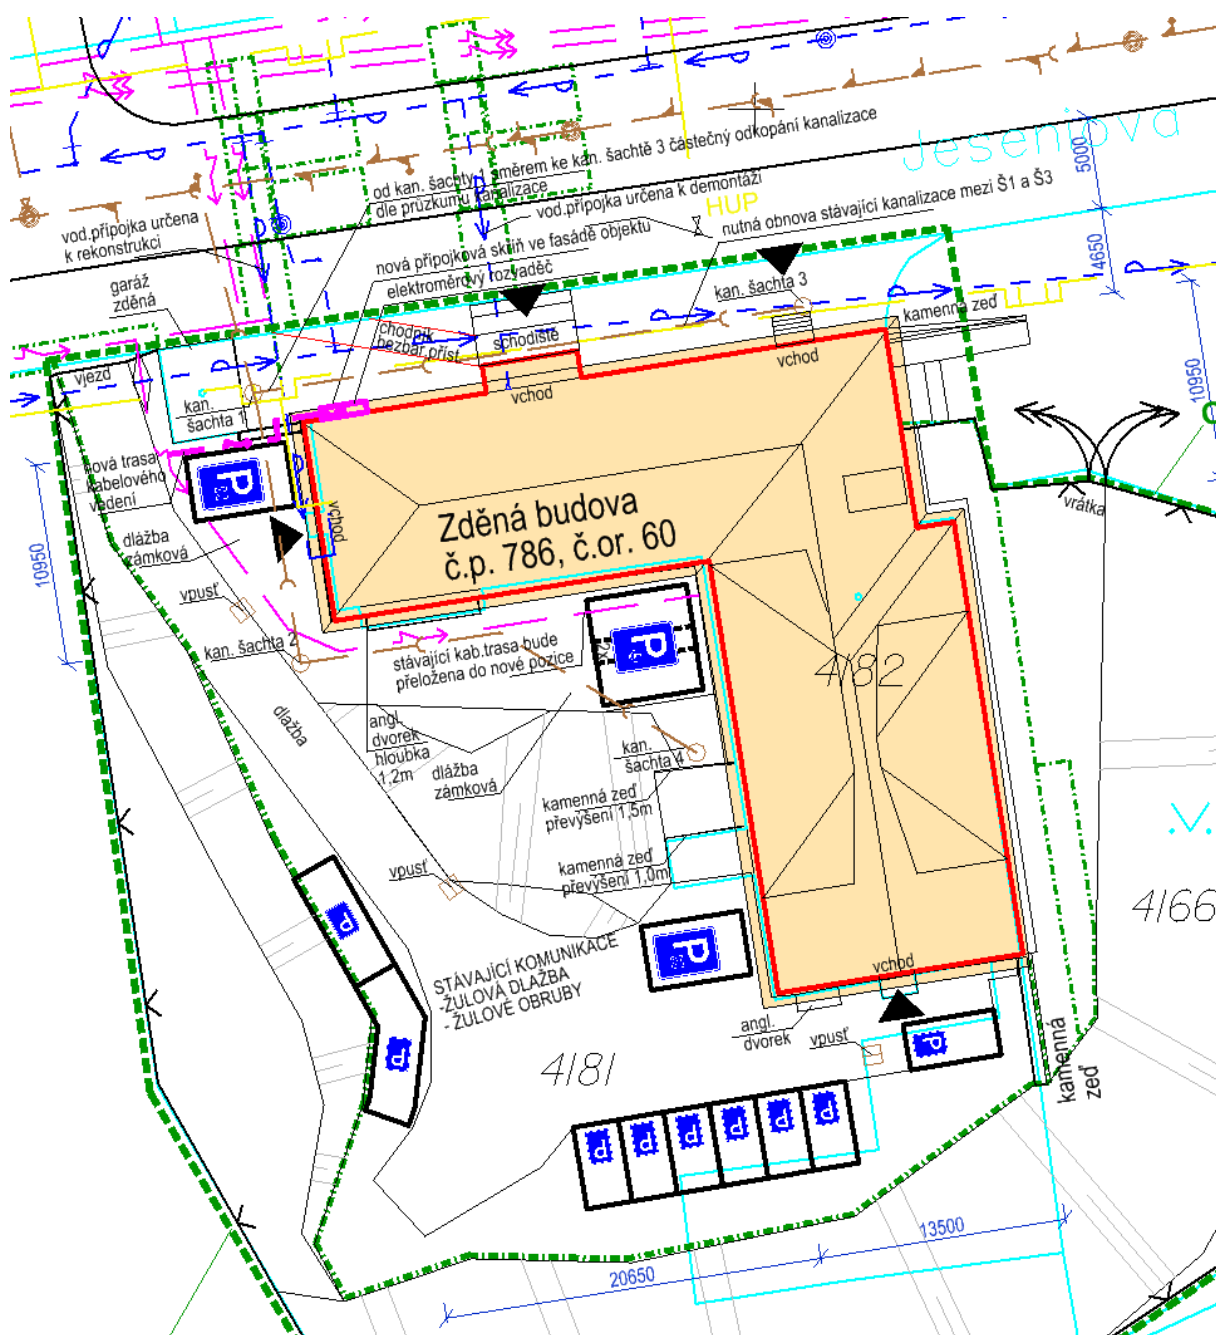 Jeseniova
5000
4650
10950
od kan. šachty 1 směrem ke kan. šachtě 3 částečný odkopání kanalizace
dle průzkumu kanalizace
vod.přípojka určena k demontáži
HUP
nutná obnova stávající kanalizace mezi Š1 a Š3
vod.přípojka určena
k rekonstrukci
nová přípojková skříň ve fasádě objektu
elektroměrový rozvaděč
garáž
zděná
kan. šachta 3
kamenná zeď
chodník
bezbar.příst.
schodiště
vchod
vchod
vjezd
kan.
šachta 1
nová trasa
kabelového
vedení
P
vchod
Zděná budova
č.p. 786, č.or. 60
vrátka
10950
dlážba
zámková
vpusť
kan. šachta 2
stávající kab.trasa bude
přeložena do nové pozice
2x
P
4182
dlažba
angl.
dvorek
hloubka
1,2m
dlážba
zámková
kan.
šachta 4
kamenná zeď
převýšení 1,5m
kamenná zeď
převýšení 1,0m
vpusť
4166
P
P
vchod
STÁVAJÍCÍ KOMUNIKACE
-ŽULOVÁ DLAŽBA
- ŽULOVÉ OBRUBY
angl.
dvorek
vpusť
P
P
kamenná
zeď
4181
P
P
P
P
P
P
13500
20650